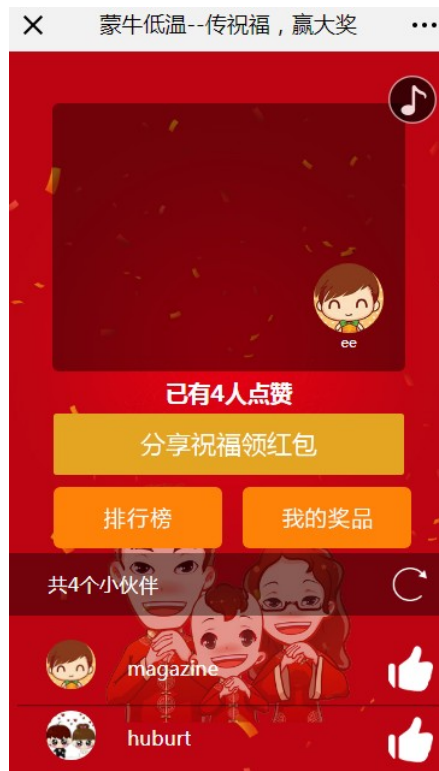 蒙牛低温--传祝福，赢大奖
ee
已有4人点赞
分享祝福领红包
排行榜
我的奖品
共4个小伙伴
magazine
huburt